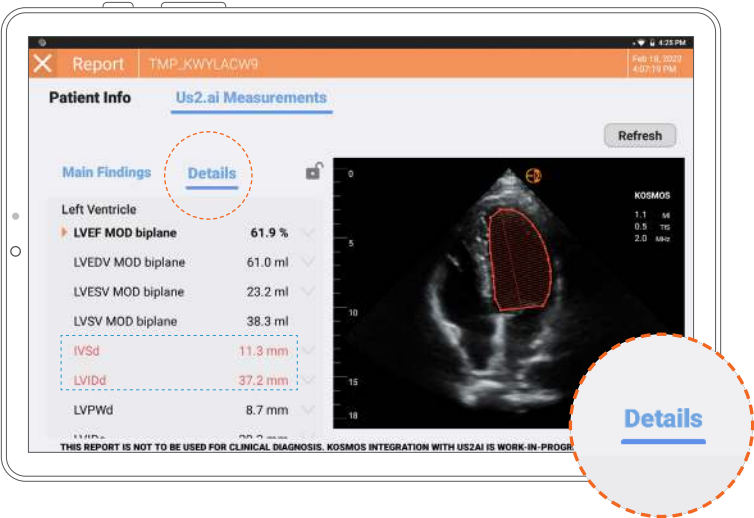 4:25 PM
Report TMP_KWYLACW9
Feb 18, 2022
4:07:19 PM
Patient Info Us2.ai Measurements
Refresh
Main Findings Details
Left Ventricle
LVEF MOD biplane 61.9 %
LVEDV MOD biplane 61.0 ml
LVESV MOD biplane 23.2 ml
LVSV MOD biplane 38.3 ml
IVSd 11.3 mm
LVIDd 37.2 mm
LVPWd 8.7 mm
0
5
10
15
18
KOSMOS
1.1 MI
0.5 TIS
2.0 MHz
THIS REPORT IS NOT TO BE USED FOR CLINICAL DIAGNOSIS. KOSMOS INTEGRATION WITH US2AI IS WORK-IN-PROGR
Details